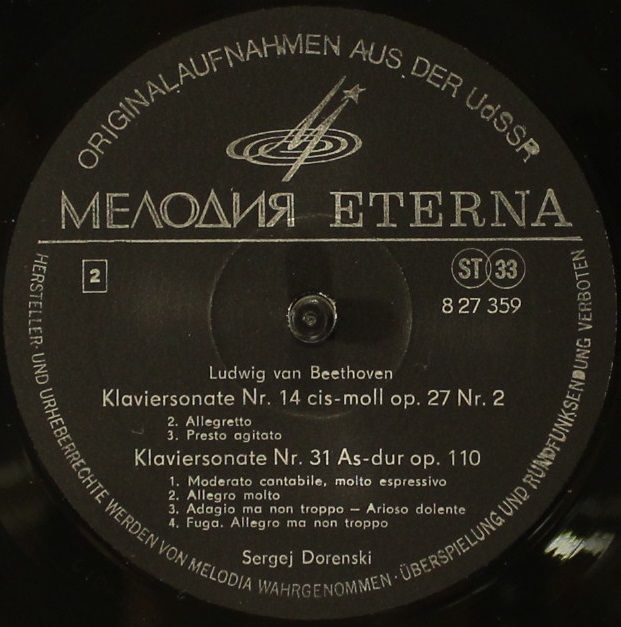 ORIGINALAUFNAHMEN AUS DER UdSSR
МЕЛОДИЯ ETERNA
2
ST 33
8 27 359
Ludwig van Beethoven
Klaviersonate Nr. 14 cis-moll op. 27 Nr. 2
2. Allegretto
3. Presto agitato
Klaviersonate Nr. 31 As-dur op. 110
1. Moderato cantabile, molto espressivo
2. Allegro molto
3. Adagio ma non troppo – Arioso dolente
4. Fuga. Allegro ma non troppo
Sergej Dorenski
HERSTELLER- UND URHEBERRECHTE WERDEN VON MELODIA WAHRGENOMMEN · ÜBERSPIELUNG UND RUNDFUNKSENDUNG VERBOTEN